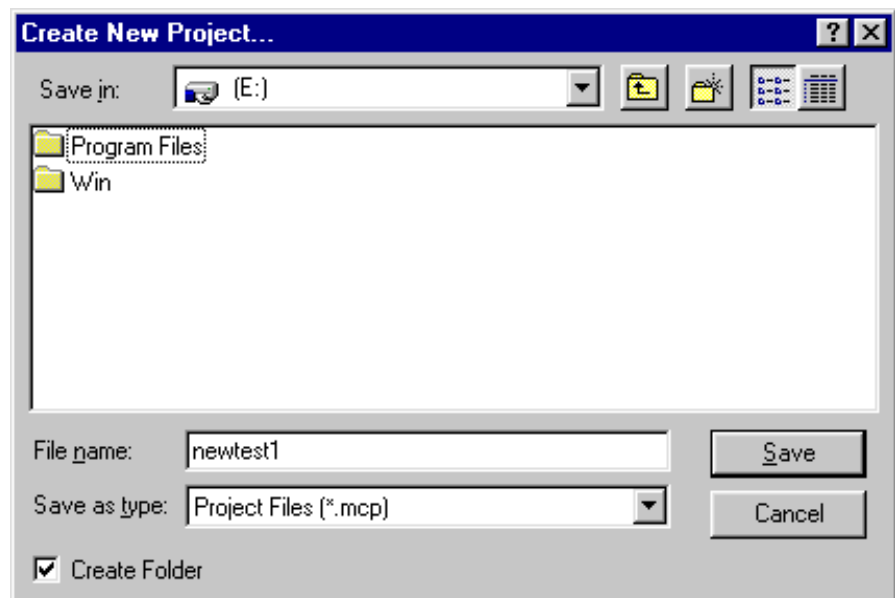 Create New Project...
Save in: (E:)
Program Files
Win
File name: newtest1
Save
Save as type: Project Files (*.mcp)
Cancel
Create Folder